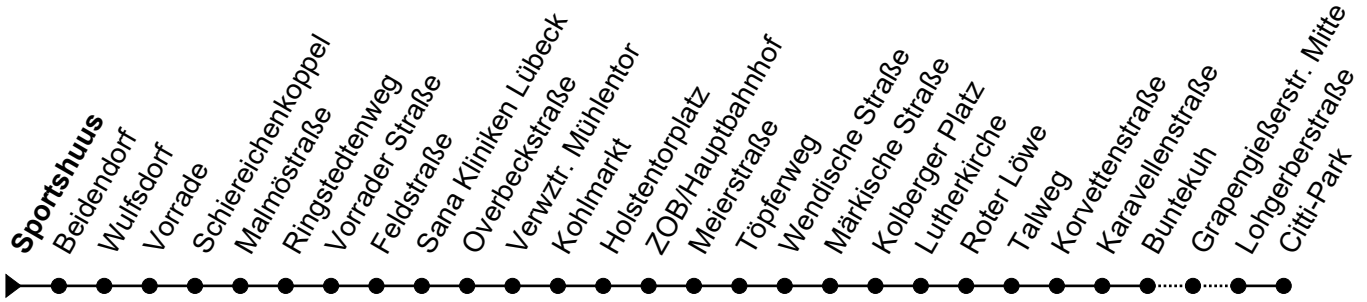 Sportshuus
Beidendorf
Wulfsdorf
Vorrade
Schiereichenkoppel
Malmöstraße
Ringstedtenweg
Vorrader Straße
Feldstraße
Sana Kliniken Lübeck
Overbeckstraße
Verwztr. Mühlentor
Kohlmarkt
Holstentorplatz
ZOB/Hauptbahnhof
Meierstraße
Töpferweg
Wendische Straße
Märkische Straße
Kolberger Platz
Lutherkirche
Roter Löwe
Talweg
Korvettenstraße
Karavellenstraße
Buntekuh
Grapengießerstr. Mitte
Lohgerberstraße
Citti-Park